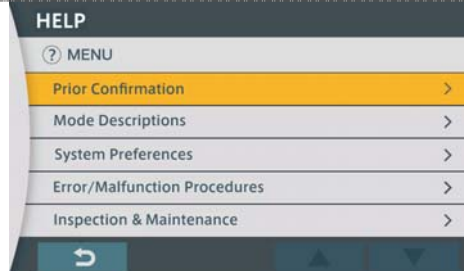 HELP
? MENU
Prior Confirmation
Mode Descriptions
System Preferences
Error/Malfunction Procedures
Inspection & Maintenance